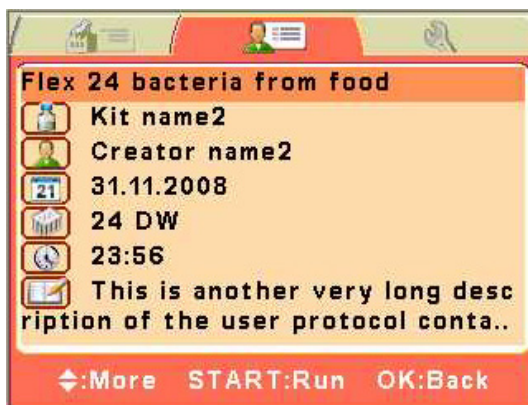 Flex 24 bacteria from food
Kit name2
Creator name2
21
31.11.2008
24 DW
23:56
This is another very long desc
ription of the user protocol conta..
:More START:Run OK:Back